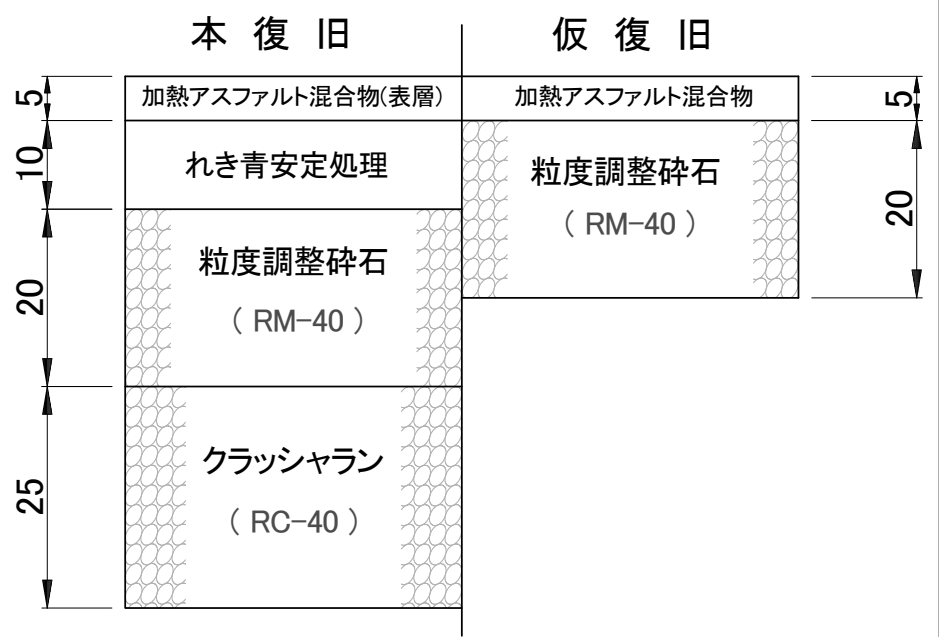 本復旧
仮復旧
5
加熱アスファルト混合物(表層)
加熱アスファルト混合物
5
10
れき青安定処理
粒度調整砕石
(RM-40)
20
20
粒度調整砕石
(RM-40)
25
クラッシャラン
(RC-40)